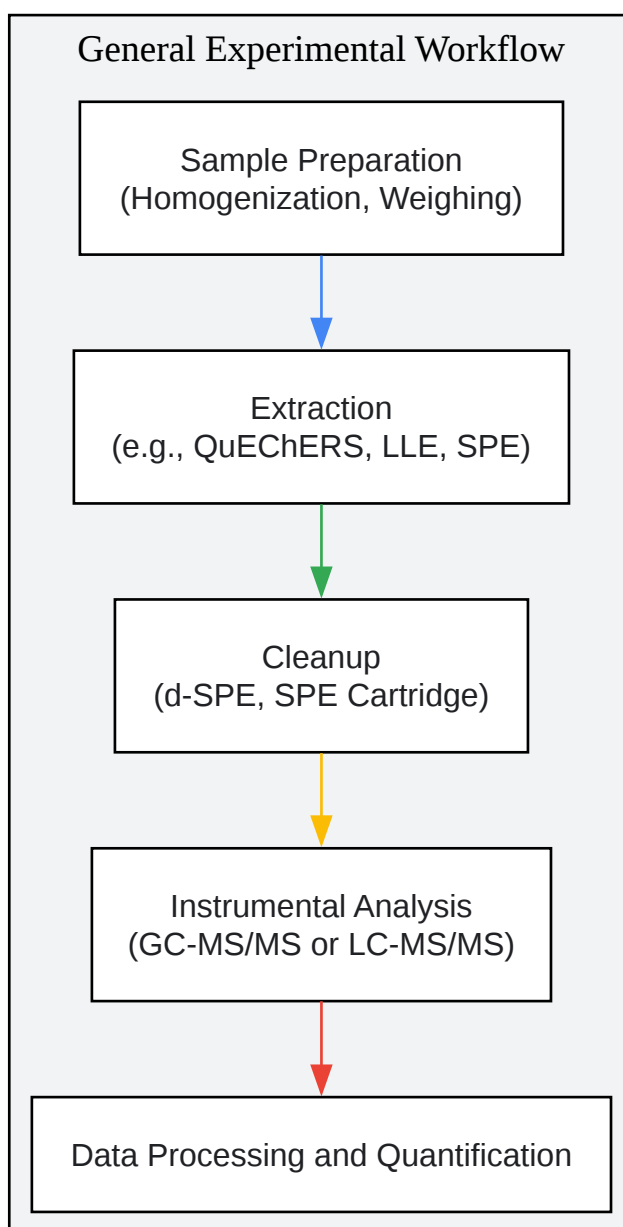 General Experimental Workflow
Sample Preparation
(Homogenization, Weighing)
Extraction
(e.g., QuEChERS, LLE, SPE)
Cleanup
(d-SPE, SPE Cartridge)
Instrumental Analysis
(GC-MS/MS or LC-MS/MS)
Data Processing and Quantification